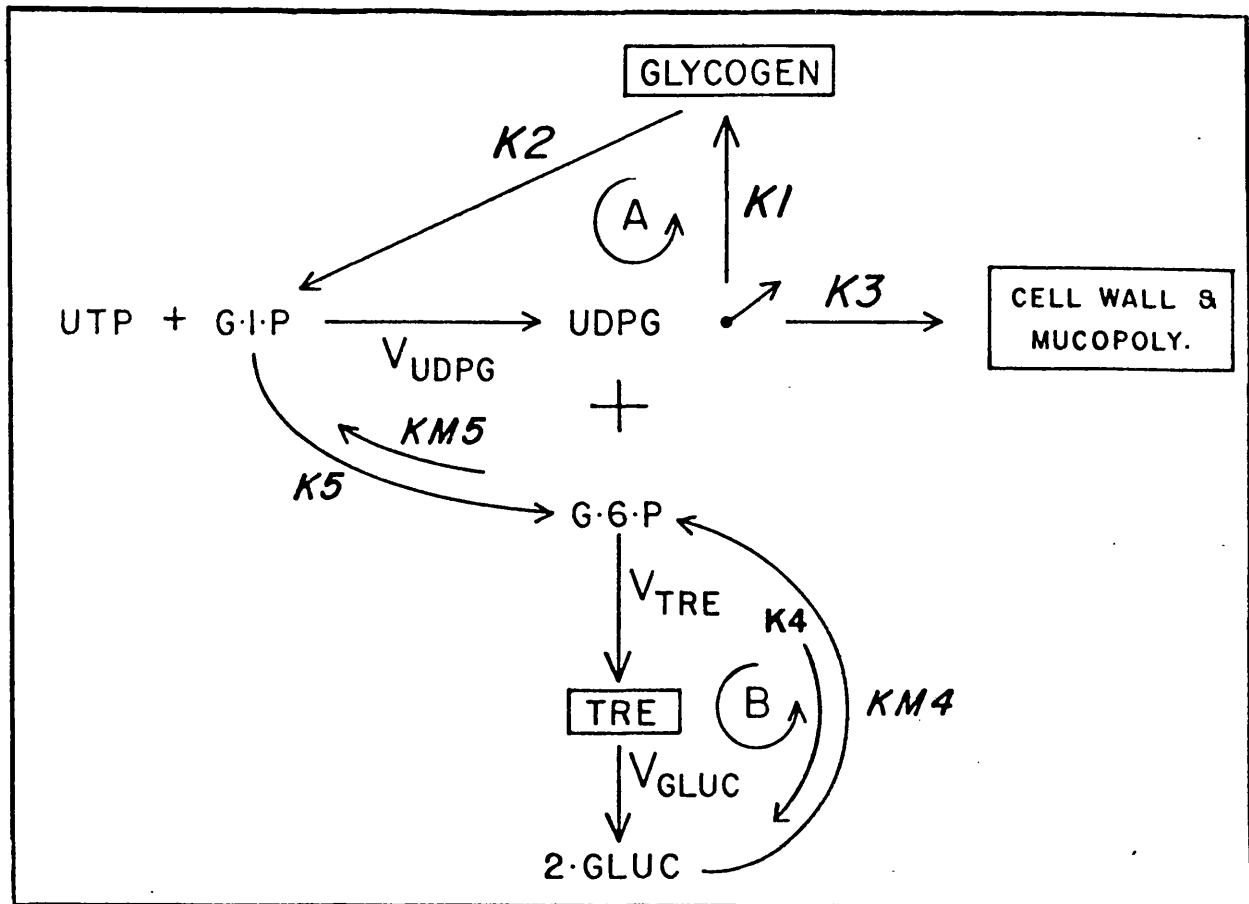 GLYCOGEN
K2
A
K1
K3
UTP + G·1·P
UDPG
CELL WALL &
MUCOPOLY.
VUDPG
+
KM5
K5
G·6·P
VTRE
K4
TRE
B
KM4
VGLUC
2·GLUC